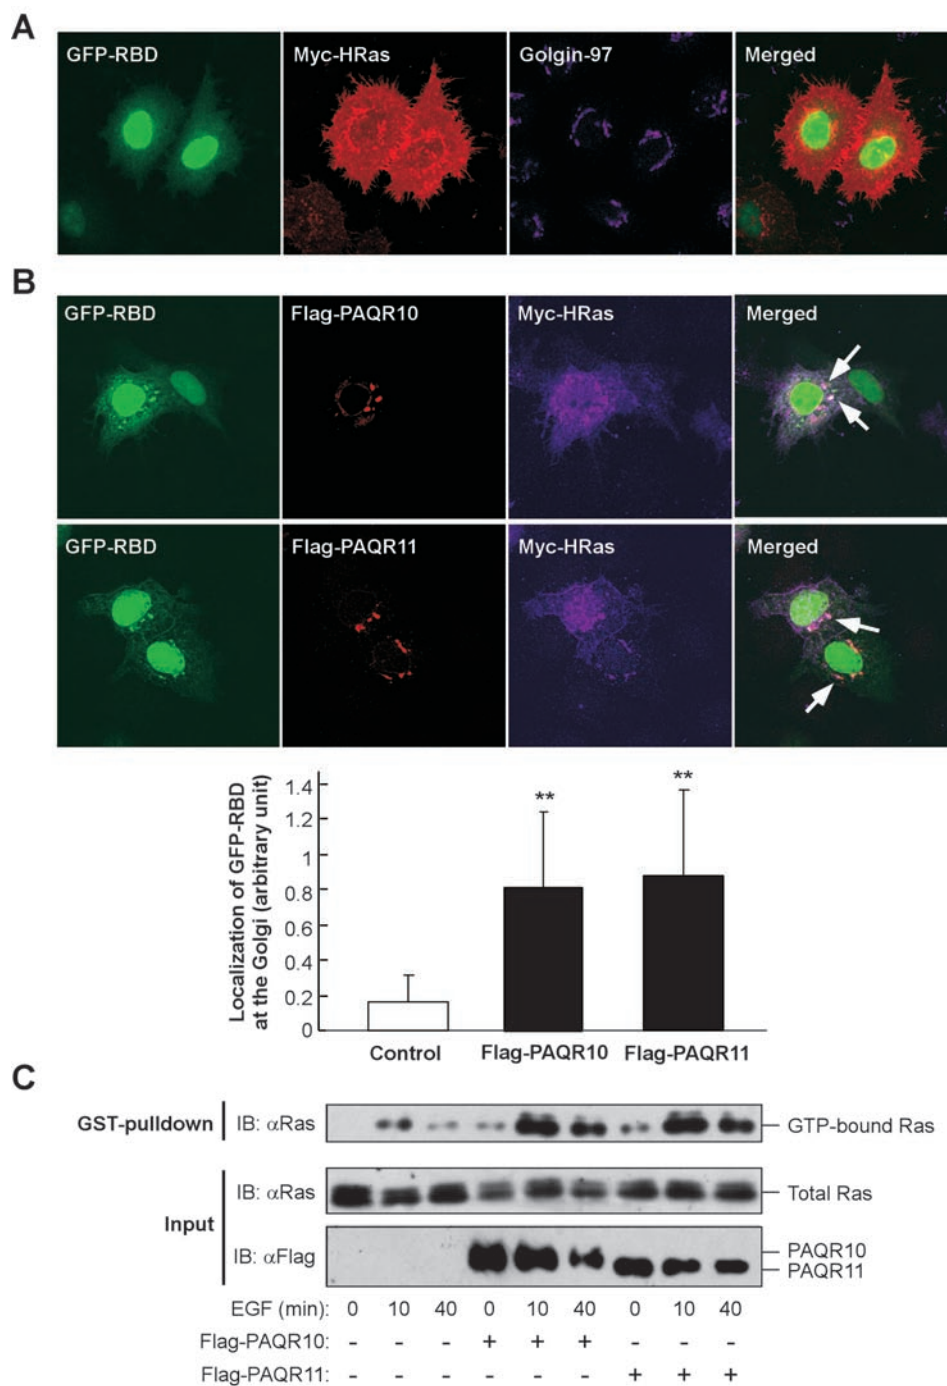 A
GFP-RBD Myc-HRas Golgin-97 Merged
B
GFP-RBD Flag-PAQR10 Myc-HRas Merged
GFP-RBD Flag-PAQR11 Myc-HRas Merged
Localization of GFP-RBD
at the Golgi (arbitrary unit)
1.4
1.2
1
0.8
0.6
0.4
0.2
0
** **
Control Flag-PAQR10 Flag-PAQR11
C
GST-pulldown IB: αRas GTP-bound Ras
Input
IB: αRas Total Ras
IB: αFlag PAQR10
PAQR11
EGF (min): 0 10 40 0 10 40 0 10 40
Flag-PAQR10: - - - + + + - - -
Flag-PAQR11: - - - - - - + + +